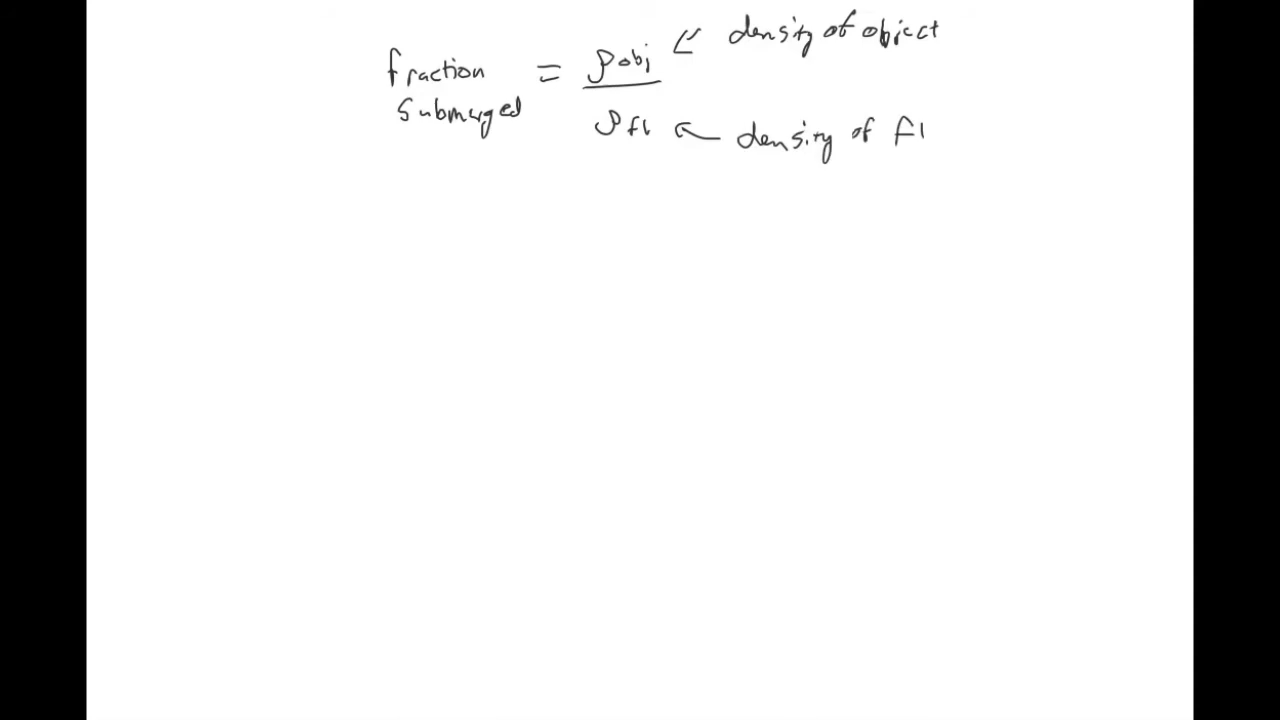 fraction submerged = ρobj / ρfl
← density of object
← density of fl